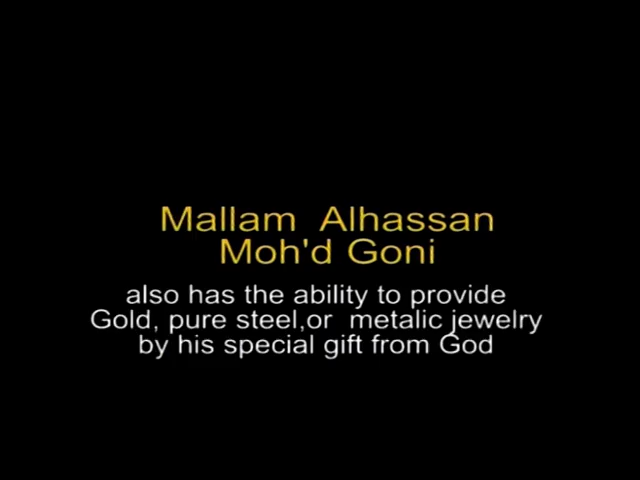 Mallam Alhassan
Moh'd Goni
also has the ability to provide
Gold, pure steel,or metalic jewelry
by his special gift from God